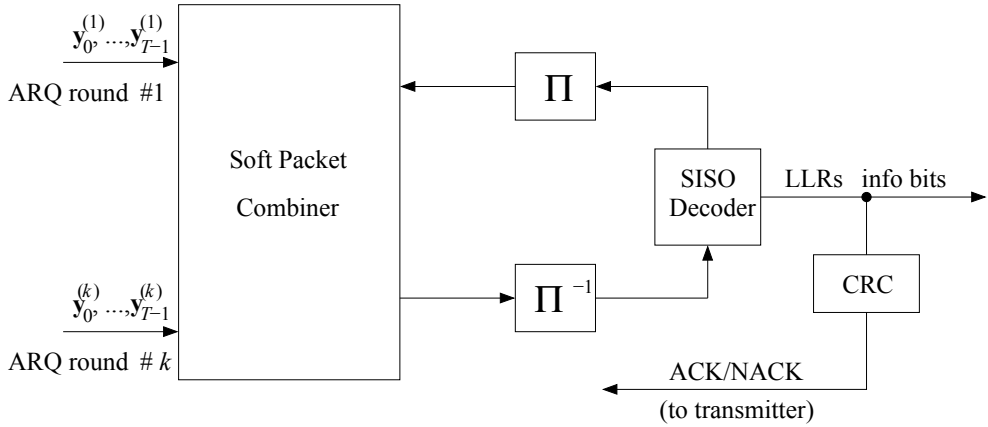 𝐲₀⁽¹⁾, ...,𝐲_{T−1}⁽¹⁾
ARQ round #1
Soft Packet
Combiner
𝐲₀⁽ᵏ⁾, ...,𝐲_{T−1}⁽ᵏ⁾
ARQ round # k
Π
SISO
Decoder
LLRs info bits
Π⁻¹
CRC
ACK/NACK
(to transmitter)